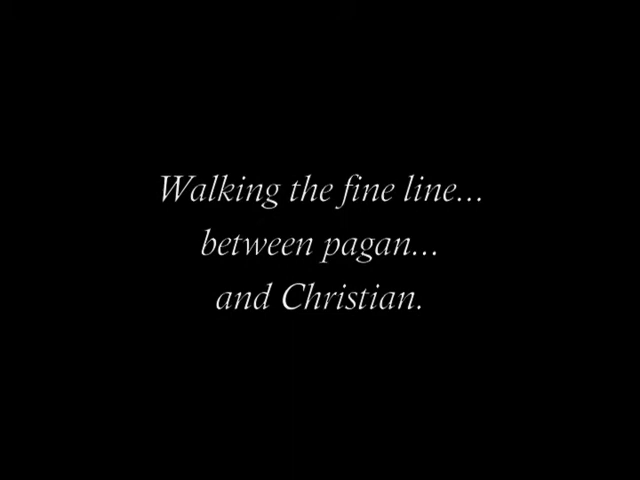 Walking the fine line...
between pagan...
and Christian.